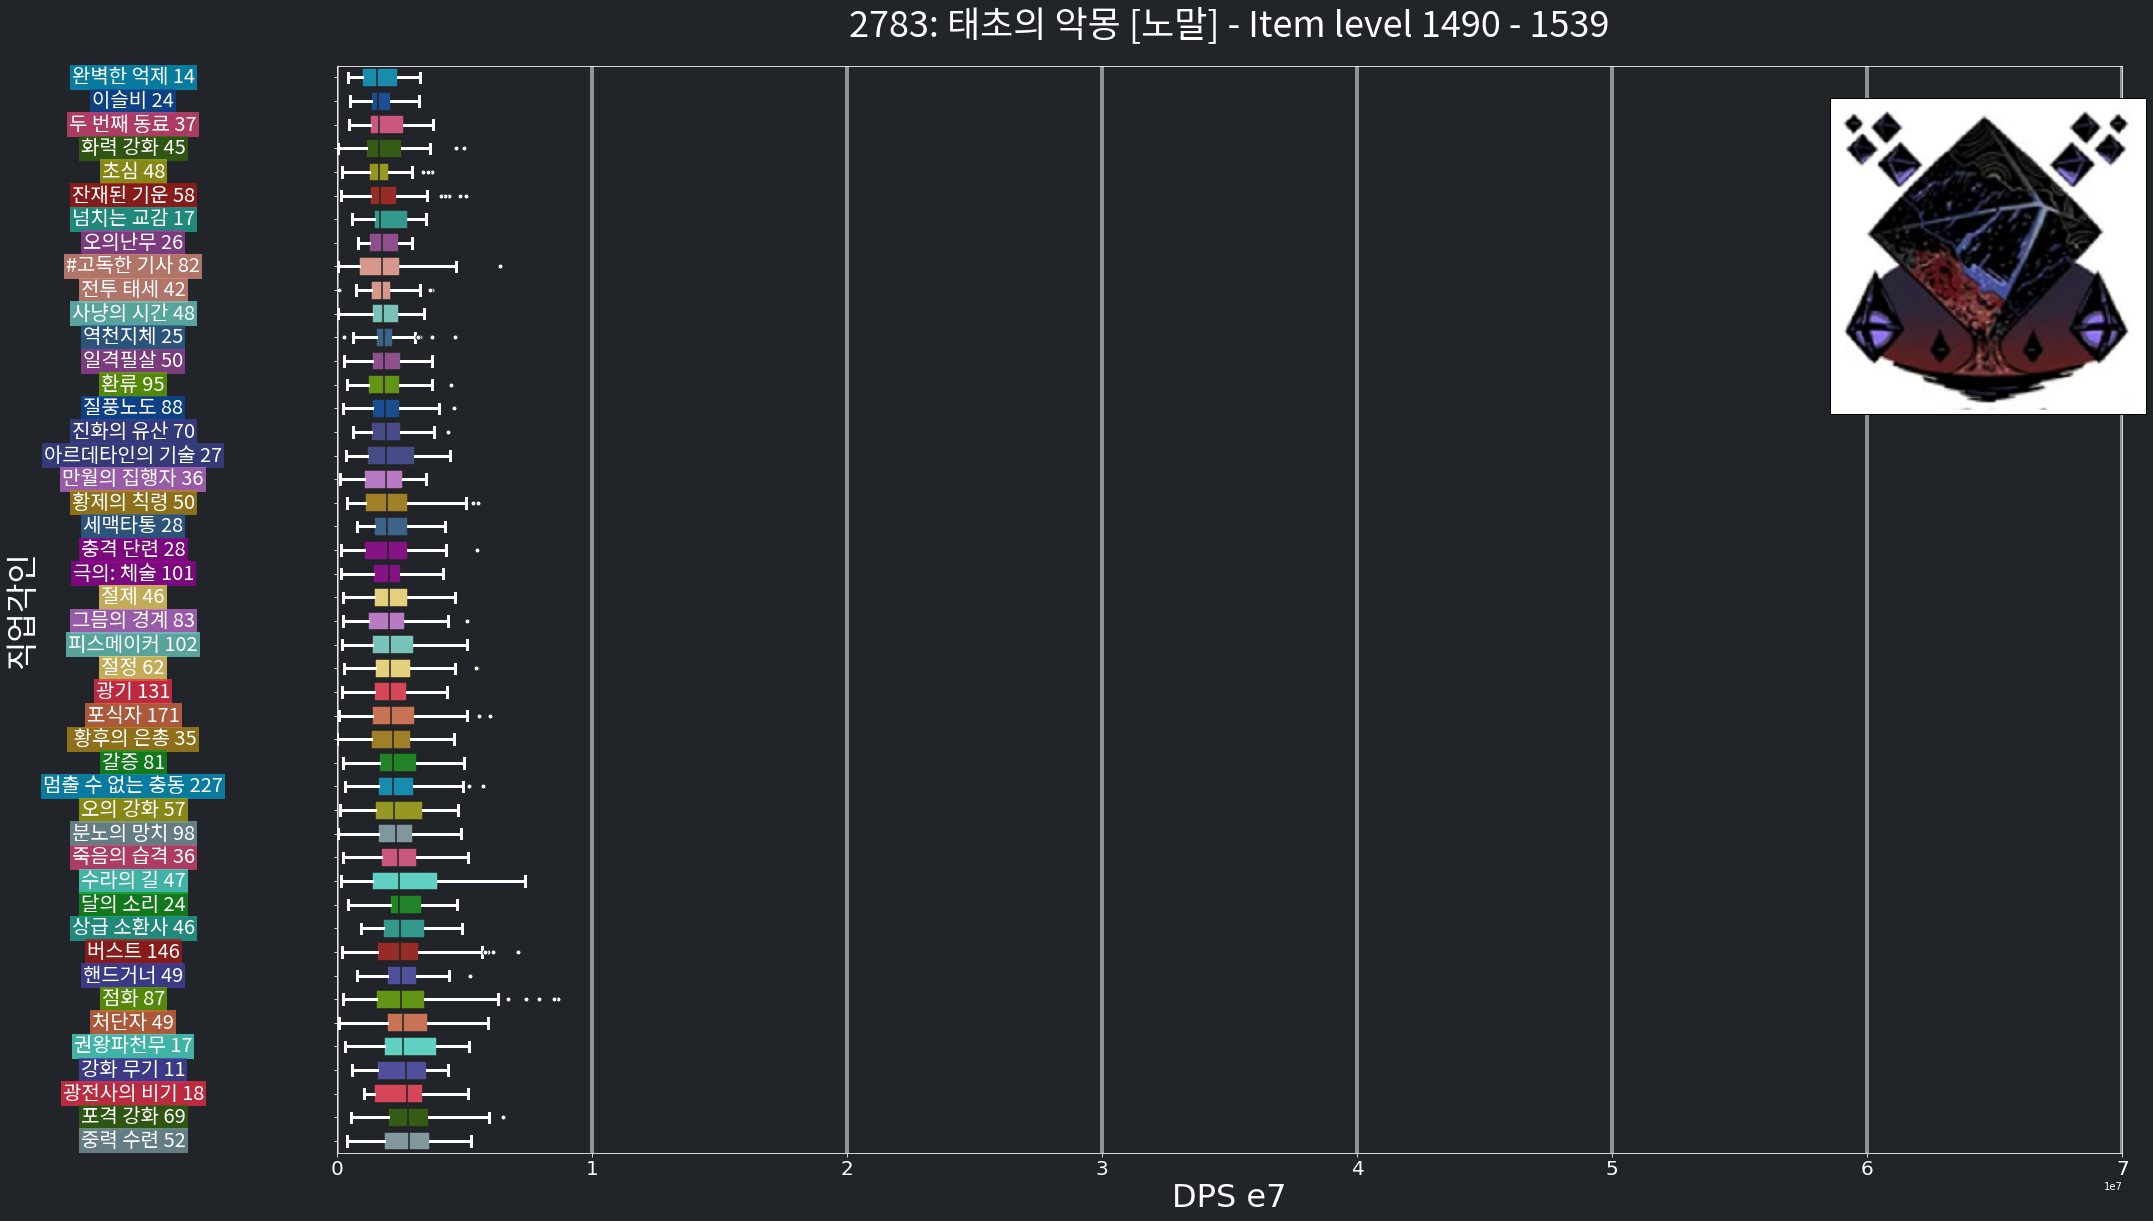 2783: 태초의 악몽 [노말] - Item level 1490 - 1539
완벽한 억제 14
이슬비 24
두 번째 동료 37
화력 강화 45
초심 48
잔재된 기운 58
넘치는 교감 17
오의난무 26
#고독한 기사 82
전투 태세 42
사냥의 시간 48
역천지체 25
일격필살 50
환류 95
질풍노도 88
진화의 유산 70
아르데타인의 기술 27
만월의 집행자 36
황제의 칙령 50
세맥타통 28
충격 단련 28
극의: 체술 101
절제 46
그믐의 경계 83
피스메이커 102
절정 62
광기 131
포식자 171
황후의 은총 35
갈증 81
멈출 수 없는 충동 227
오의 강화 57
분노의 망치 98
죽음의 습격 36
수라의 길 47
달의 소리 24
상급 소환사 46
버스트 146
핸드거너 49
점화 87
처단자 49
권왕파천무 17
강화 무기 11
광전사의 비기 18
포격 강화 69
중력 수련 52
직업각인
0 1 2 3 4 5 6 7
1e7
DPS e7